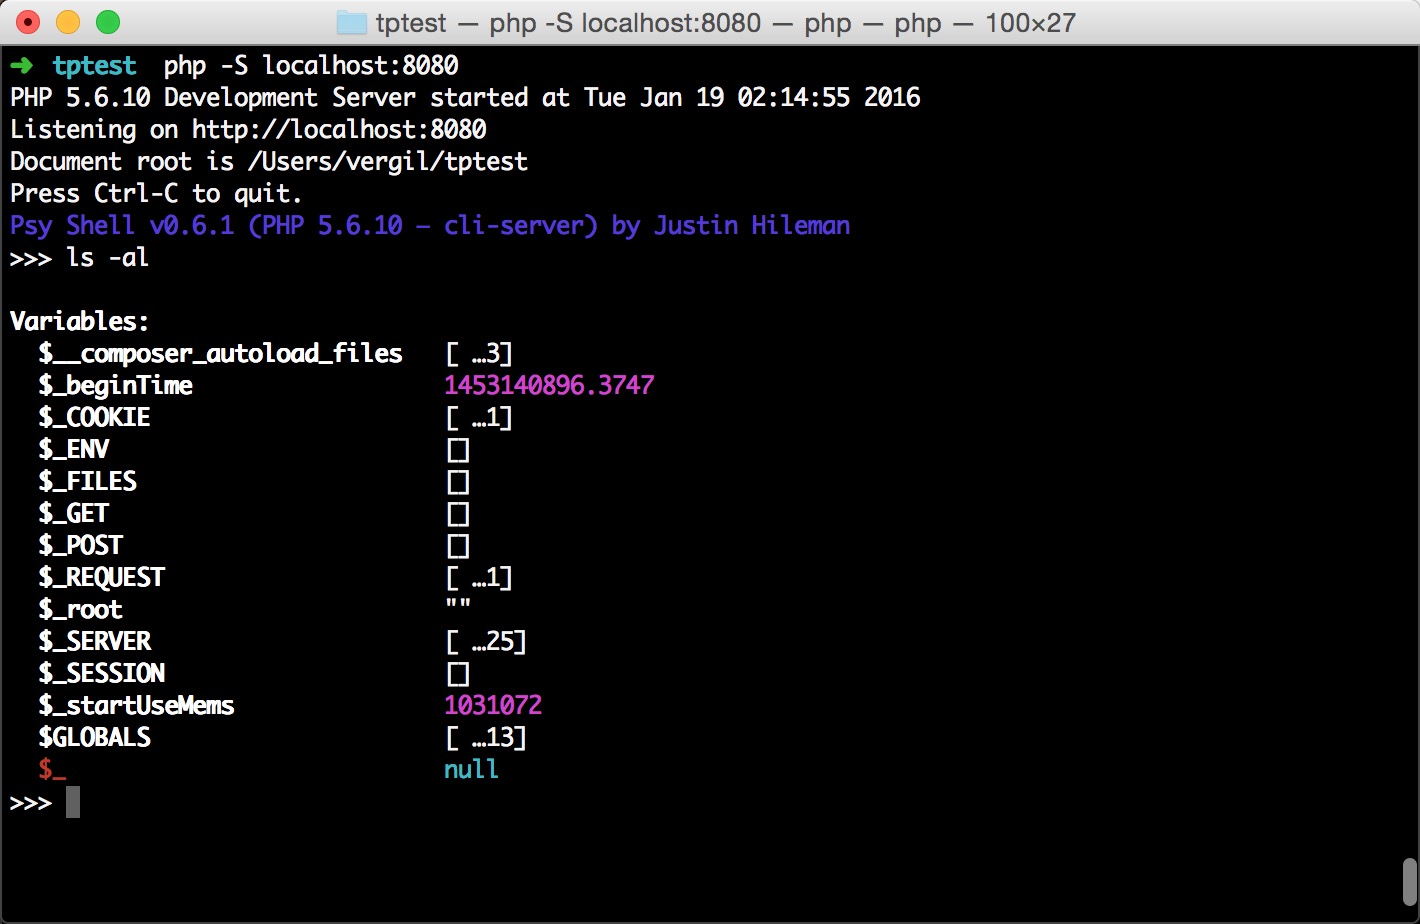 tptest — php -S localhost:8080 — php — php — 100×27
➜ tptest php -S localhost:8080
PHP 5.6.10 Development Server started at Tue Jan 19 02:14:55 2016
Listening on http://localhost:8080
Document root is /Users/vergil/tptest
Press Ctrl-C to quit.
Psy Shell v0.6.1 (PHP 5.6.10 — cli-server) by Justin Hileman
>>> ls -al
Variables:
$__composer_autoload_files [ …3]
$_beginTime 1453140896.3747
$_COOKIE [ …1]
$_ENV []
$_FILES []
$_GET []
$_POST []
$_REQUEST [ …1]
$_root ""
$_SERVER [ …25]
$_SESSION []
$_startUseMems 1031072
$GLOBALS [ …13]
$_ null
>>>